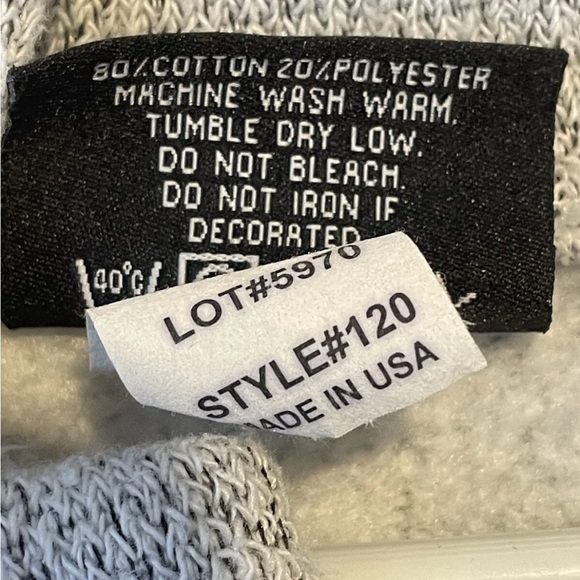 80%COTTON 20%POLYESTER
MACHINE WASH WARM.
TUMBLE DRY LOW.
DO NOT BLEACH.
DO NOT IRON IF
DECORATED
40°C
LOT#5970
STYLE#120
MADE IN USA